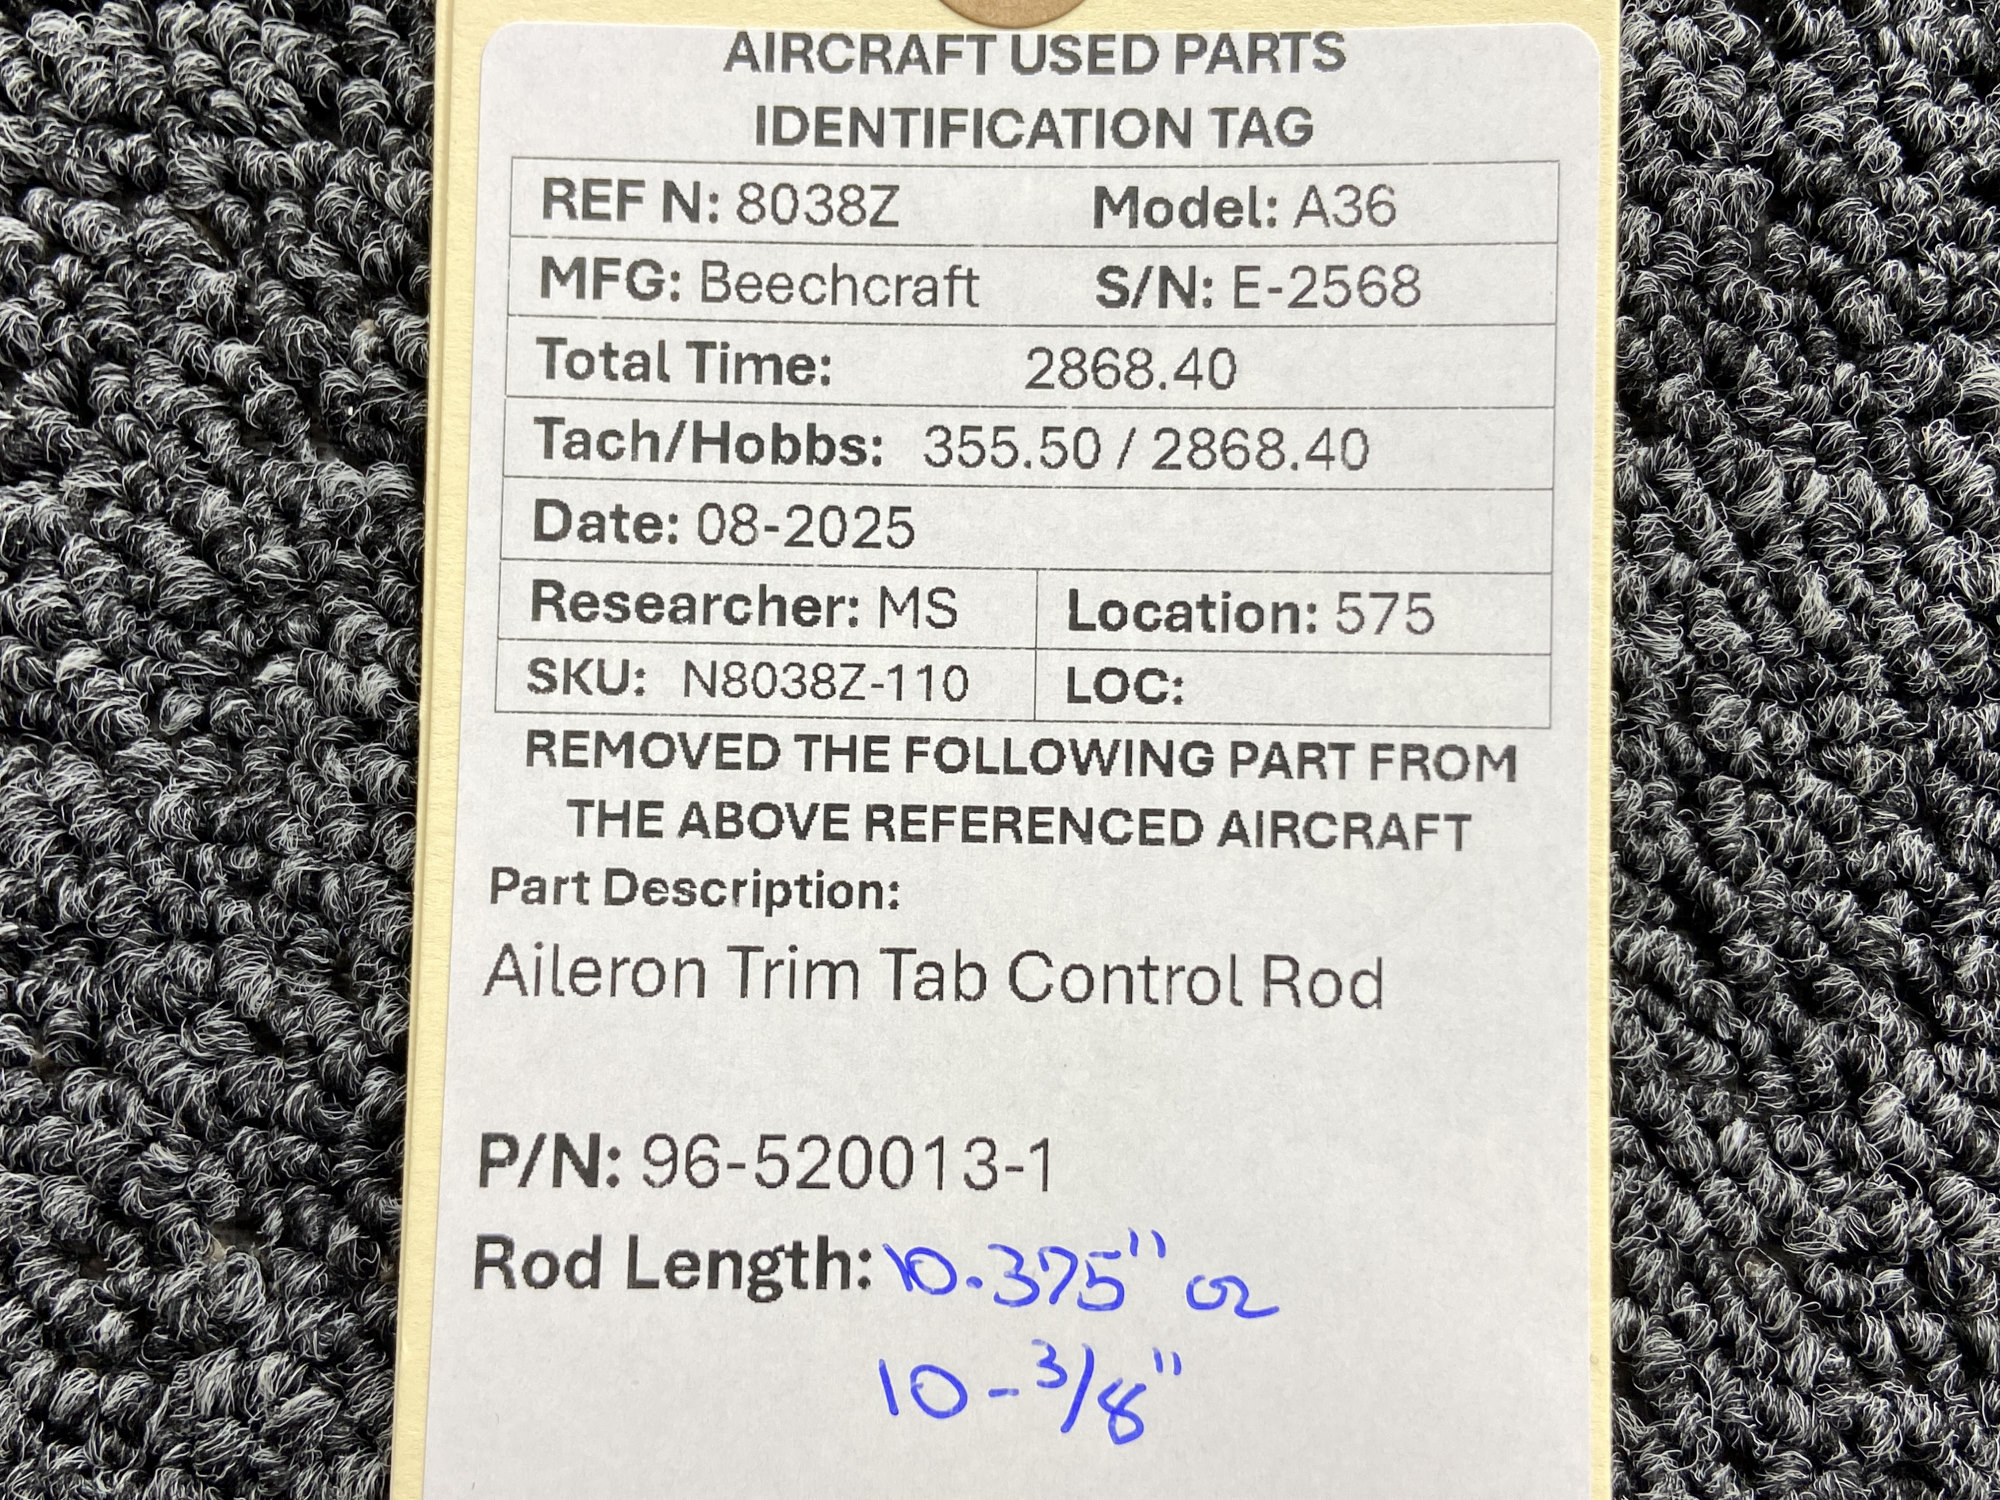 AIRCRAFT USED PARTS
IDENTIFICATION TAG
REF N: 8038Z Model: A36
MFG: Beechcraft S/N: E-2568
Total Time: 2868.40
Tach/Hobbs: 355.50 / 2868.40
Date: 08-2025
Researcher: MS Location: 575
SKU: N8038Z-110 LOC:
REMOVED THE FOLLOWING PART FROM
THE ABOVE REFERENCED AIRCRAFT
Part Description:
Aileron Trim Tab Control Rod
P/N: 96-520013-1
Rod Length: 10.375" or
10-3/8"